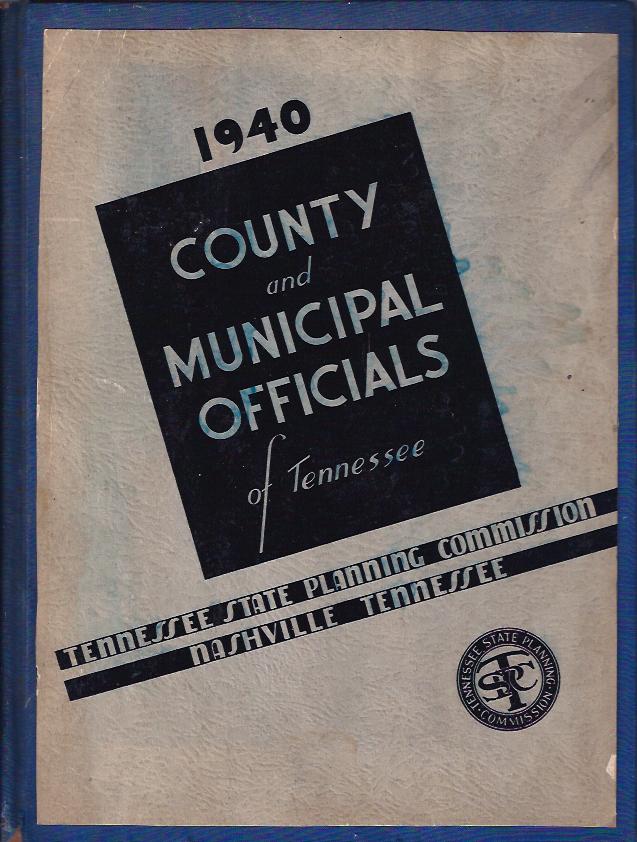 1940
COUNTY
and
MUNICIPAL
OFFICIALS
of Tennessee
TENNESSEE STATE PLANNING COMMISSION
NASHVILLE TENNESSEE
TENNESSEE STATE PLANNING
TSPC
· COMMISSION ·